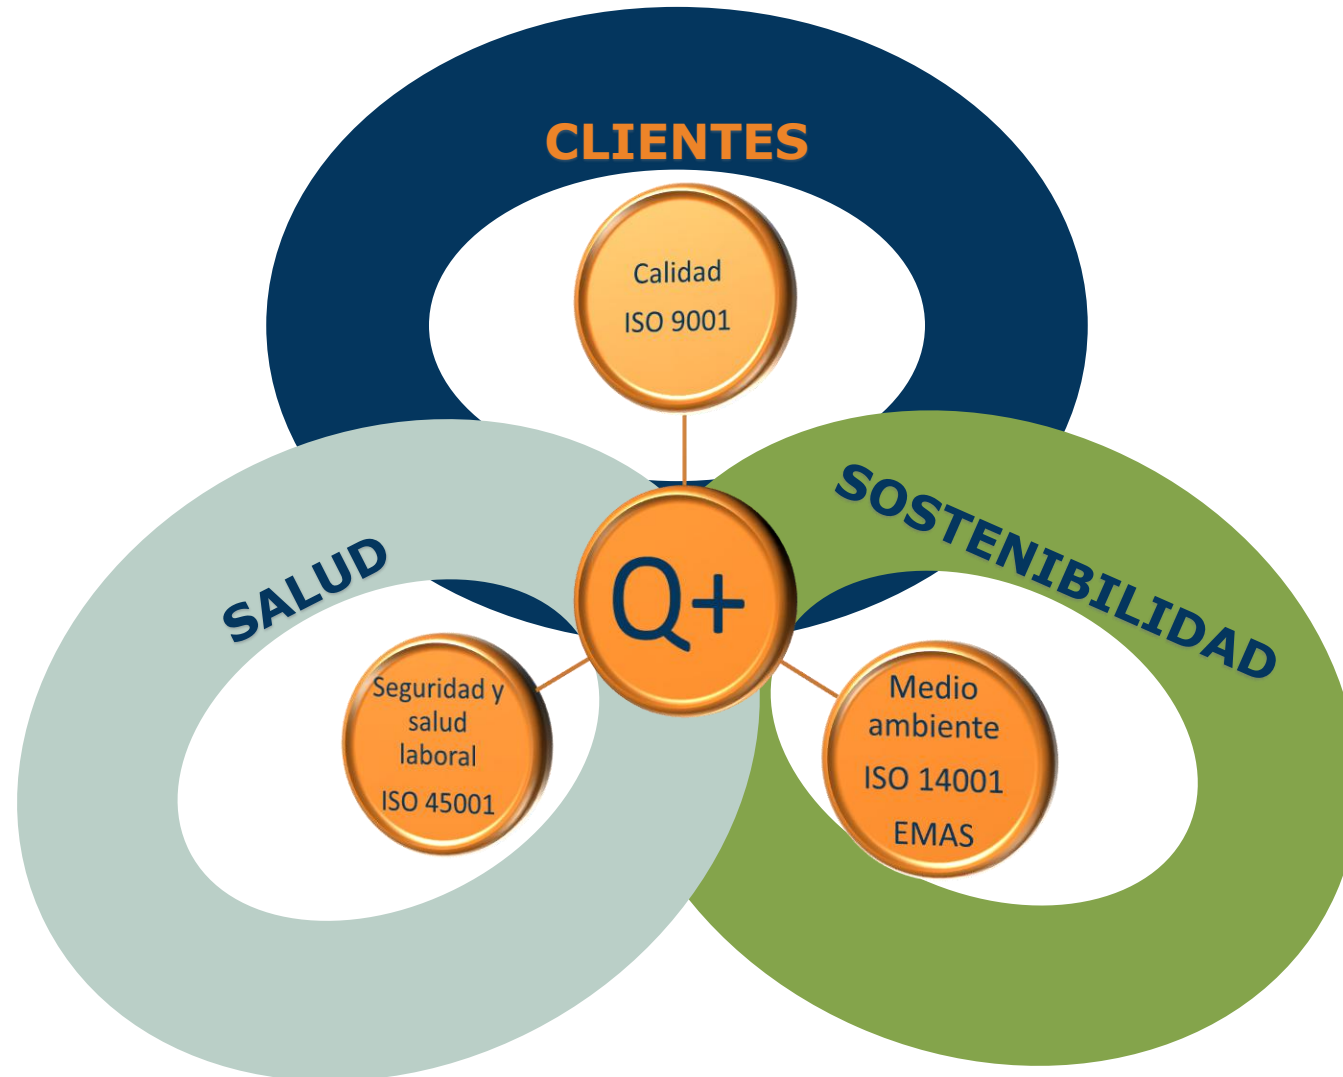 CLIENTES
Calidad
ISO 9001
SOSTENIBILIDAD
SALUD
Q+
Seguridad y
salud
laboral
ISO 45001
Medio
ambiente
ISO 14001
EMAS